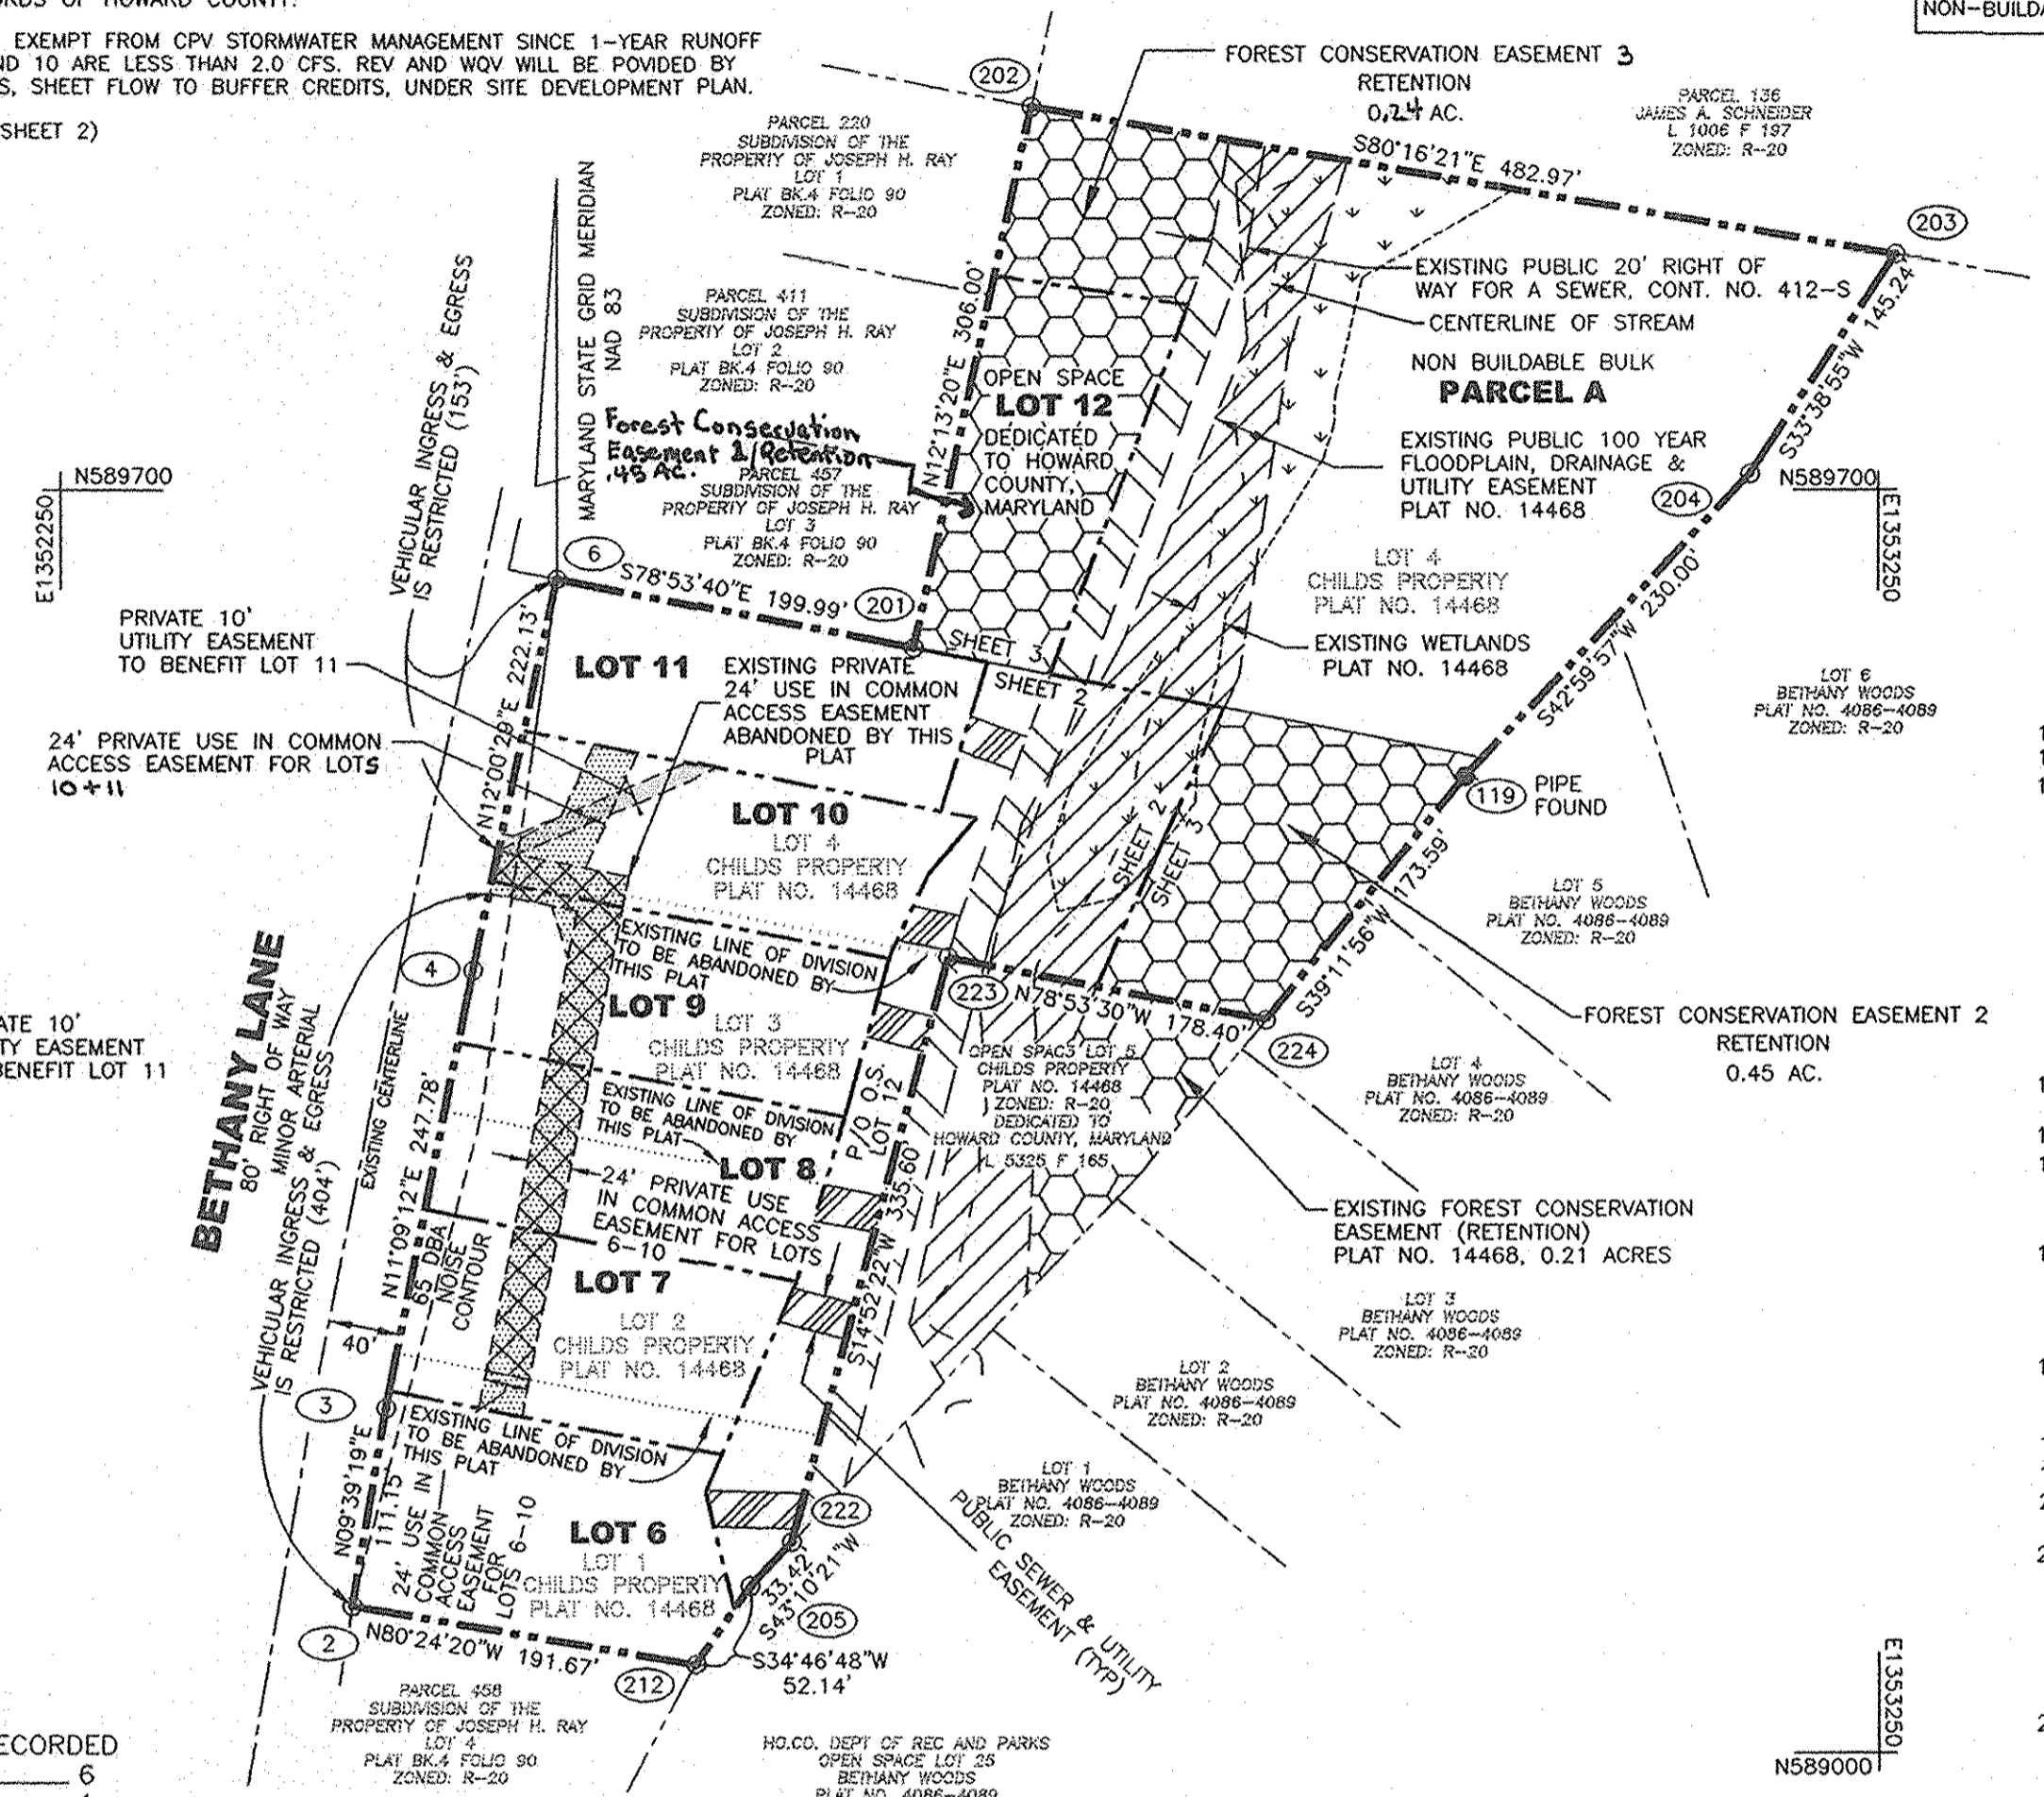 ORDS OF HOWARD COUNTY.
EXEMPT FROM CPV STORMWATER MANAGEMENT SINCE 1-YEAR RUNOFF
ND 10 ARE LESS THAN 2.0 CFS. REV AND WQV WILL BE POVIDED BY
S, SHEET FLOW TO BUFFER CREDITS, UNDER SITE DEVELOPMENT PLAN.
SHEET 2)
NON-BUILDA
202
FOREST CONSERVATION EASEMENT 3
RETENTION
0.24 AC.
PARCEL 136
JAMES A. SCHNEIDER
L 1006 F 197
ZONED: R-20
S80°16'21"E 482.97'
203
PARCEL 220
SUBDIVISION OF THE
PROPERTY OF JOSEPH H. RAY
LOT 1
PLAT BK.4 FOLIO 90
ZONED: R-20
MARYLAND STATE GRID MERIDIAN
NAD 83
VEHICULAR INGRESS & EGRESS
IS RESTRICTED (153')
PARCEL 411
SUBDIVISION OF THE
PROPERTY OF JOSEPH H. RAY
LOT 2
PLAT BK.4 FOLIO 90
ZONED: R-20
N12°13'20"E 306.00'
EXISTING PUBLIC 20' RIGHT OF
WAY FOR A SEWER, CONT. NO. 412-S
CENTERLINE OF STREAM
NON BUILDABLE BULK
PARCEL A
S33°38'55"W 145.24'
OPEN SPACE
LOT 12
DEDICATED
TO HOWARD
COUNTY,
MARYLAND
EXISTING PUBLIC 100 YEAR
FLOODPLAIN, DRAINAGE &
UTILITY EASEMENT
PLAT NO. 14468
Forest Conservation
Easement 1/Retention
.45 AC.
PARCEL 457
SUBDIVISION OF THE
PROPERTY OF JOSEPH H. RAY
LOT 3
PLAT BK.4 FOLIO 90
ZONED: R-20
N589700
E1352250
204
N589700
E1353250
6
S78°53'40"E 199.99'
201
LOT 4
CHILDS PROPERTY
PLAT NO. 14468
S42°59'57"W 230.00'
PRIVATE 10'
UTILITY EASEMENT
TO BENEFIT LOT 11
N12°00'29"E 222.13'
LOT 11
EXISTING PRIVATE
24' USE IN COMMON
ACCESS EASEMENT
ABANDONED BY THIS
PLAT
SHEET 3
SHEET 2
EXISTING WETLANDS
PLAT NO. 14468
LOT 6
BETHANY WOODS
PLAT NO. 4086-4089
ZONED: R-20
24' PRIVATE USE IN COMMON
ACCESS EASEMENT FOR LOTS
10+11
LOT 10
LOT 4
CHILDS PROPERTY
PLAT NO. 14468
SHEET 2
SHEET 3
119
PIPE
FOUND
S39°11'56"W 173.59'
LOT 5
BETHANY WOODS
PLAT NO. 4086-4089
ZONED: R-20
BETHANY LANE
80' RIGHT OF WAY
MINOR ARTERIAL
VEHICULAR INGRESS & EGRESS
IS RESTRICTED (404')
EXISTING CENTERLINE
4
EXISTING LINE OF DIVISION
TO BE ABANDONED BY
THIS PLAT
LOT 9
LOT 3
CHILDS PROPERTY
PLAT NO. 14468
223
N78°53'30"W 178.40'
224
FOREST CONSERVATION EASEMENT 2
RETENTION
0.45 AC.
ATE 10'
TY EASEMENT
BENEFIT LOT 11
OPEN SPAC3 LOT 5
CHILDS PROPERTY
PLAT NO. 14468
ZONED: R-20
DEDICATED TO
HOWARD COUNTY, MARYLAND
L 5325 F 165
LOT 4
BETHANY WOODS
PLAT NO. 4086-4089
ZONED: R-20
N11°09'12"E 247.78'
EXISTING LINE OF DIVISION
TO BE ABANDONED BY
THIS PLAT
P/O O.S.
LOT 12
LOT 8
24' PRIVATE USE
IN COMMON ACCESS
EASEMENT FOR LOTS
6-10
S14°52'22"W 335.60'
EXISTING FOREST CONSERVATION
EASEMENT (RETENTION)
PLAT NO. 14468, 0.21 ACRES
65 DBA
NOISE
CONTOUR
LOT 7
LOT 2
CHILDS PROPERTY
PLAT NO. 14468
LOT 3
BETHANY WOODS
PLAT NO. 4086-4089
ZONED: R-20
40'
LOT 2
BETHANY WOODS
PLAT NO. 4086-4089
ZONED: R-20
3
EXISTING LINE OF DIVISION
TO BE ABANDONED BY
THIS PLAT
N09°39'19"E
111.15
24' USE IN
COMMON
ACCESS
EASEMENT
FOR
LOTS 6-10
LOT 1
BETHANY WOODS
PLAT NO. 4086-4089
ZONED: R-20
222
PUBLIC SEWER & UTILITY
EASEMENT (TYP)
LOT 6
LOT 1
CHILDS PROPERTY
PLAT NO. 14468
33.42'
S43°10'21"W
205
2
N80°24'20"W 191.67'
212
S34°46'48"W
52.14'
PARCEL 458
SUBDIVISION OF THE
PROPERTY OF JOSEPH H. RAY
LOT 4
PLAT BK.4 FOLIO 90
ZONED: R-20
HO.CO. DEPT OF REC AND PARKS
OPEN SPACE LOT 25
BETHANY WOODS
PLAT NO. 4086-4089
E1353250
N589000
ECORDED
6